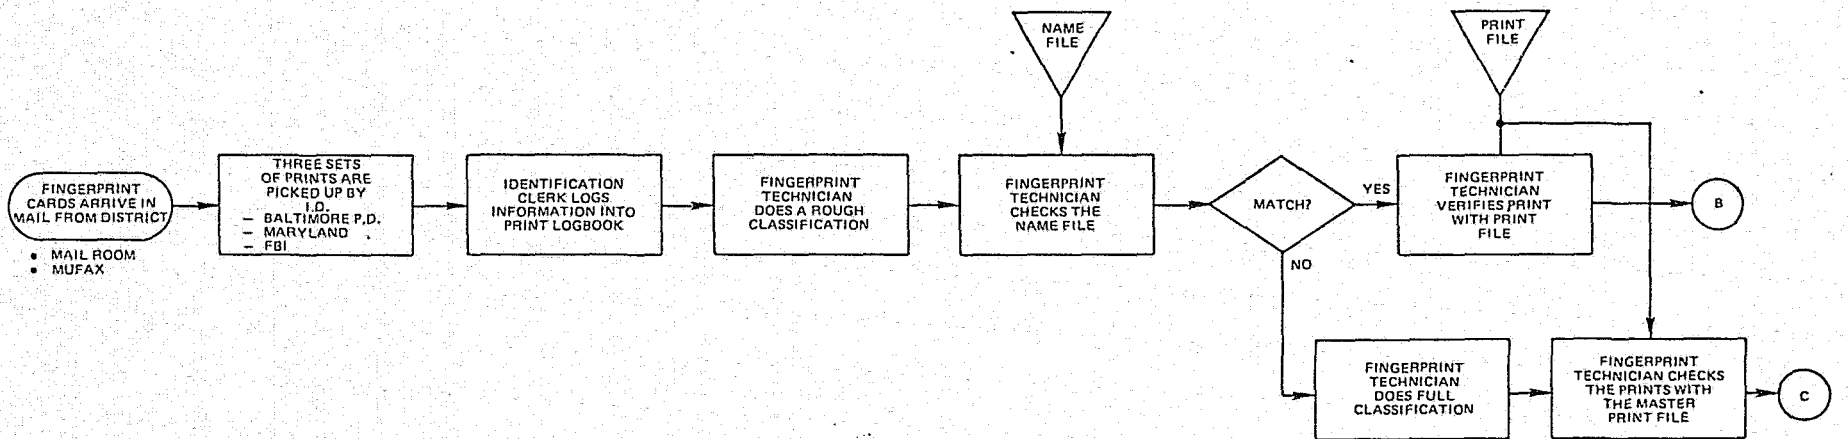 NAME
FILE
PRINT
FILE
FINGERPRINT
CARDS ARRIVE IN
MAIL FROM DISTRICT
• MAIL ROOM
• MUFAX
THREE SETS
OF PRINTS ARE
PICKED UP BY
I.D.
– BALTIMORE P.D.
– MARYLAND
– FBI
IDENTIFICATION
CLERK LOGS
INFORMATION INTO
PRINT LOGBOOK
FINGERPRINT
TECHNICIAN
DOES A ROUGH
CLASSIFICATION
FINGERPRINT
TECHNICIAN
CHECKS THE
NAME FILE
MATCH?
YES
NO
FINGERPRINT
TECHNICIAN
VERIFIES PRINT
WITH PRINT
FILE
B
FINGERPRINT
TECHNICIAN
DOES FULL
CLASSIFICATION
FINGERPRINT
TECHNICIAN CHECKS
THE PRINTS WITH
THE MASTER
PRINT FILE
C